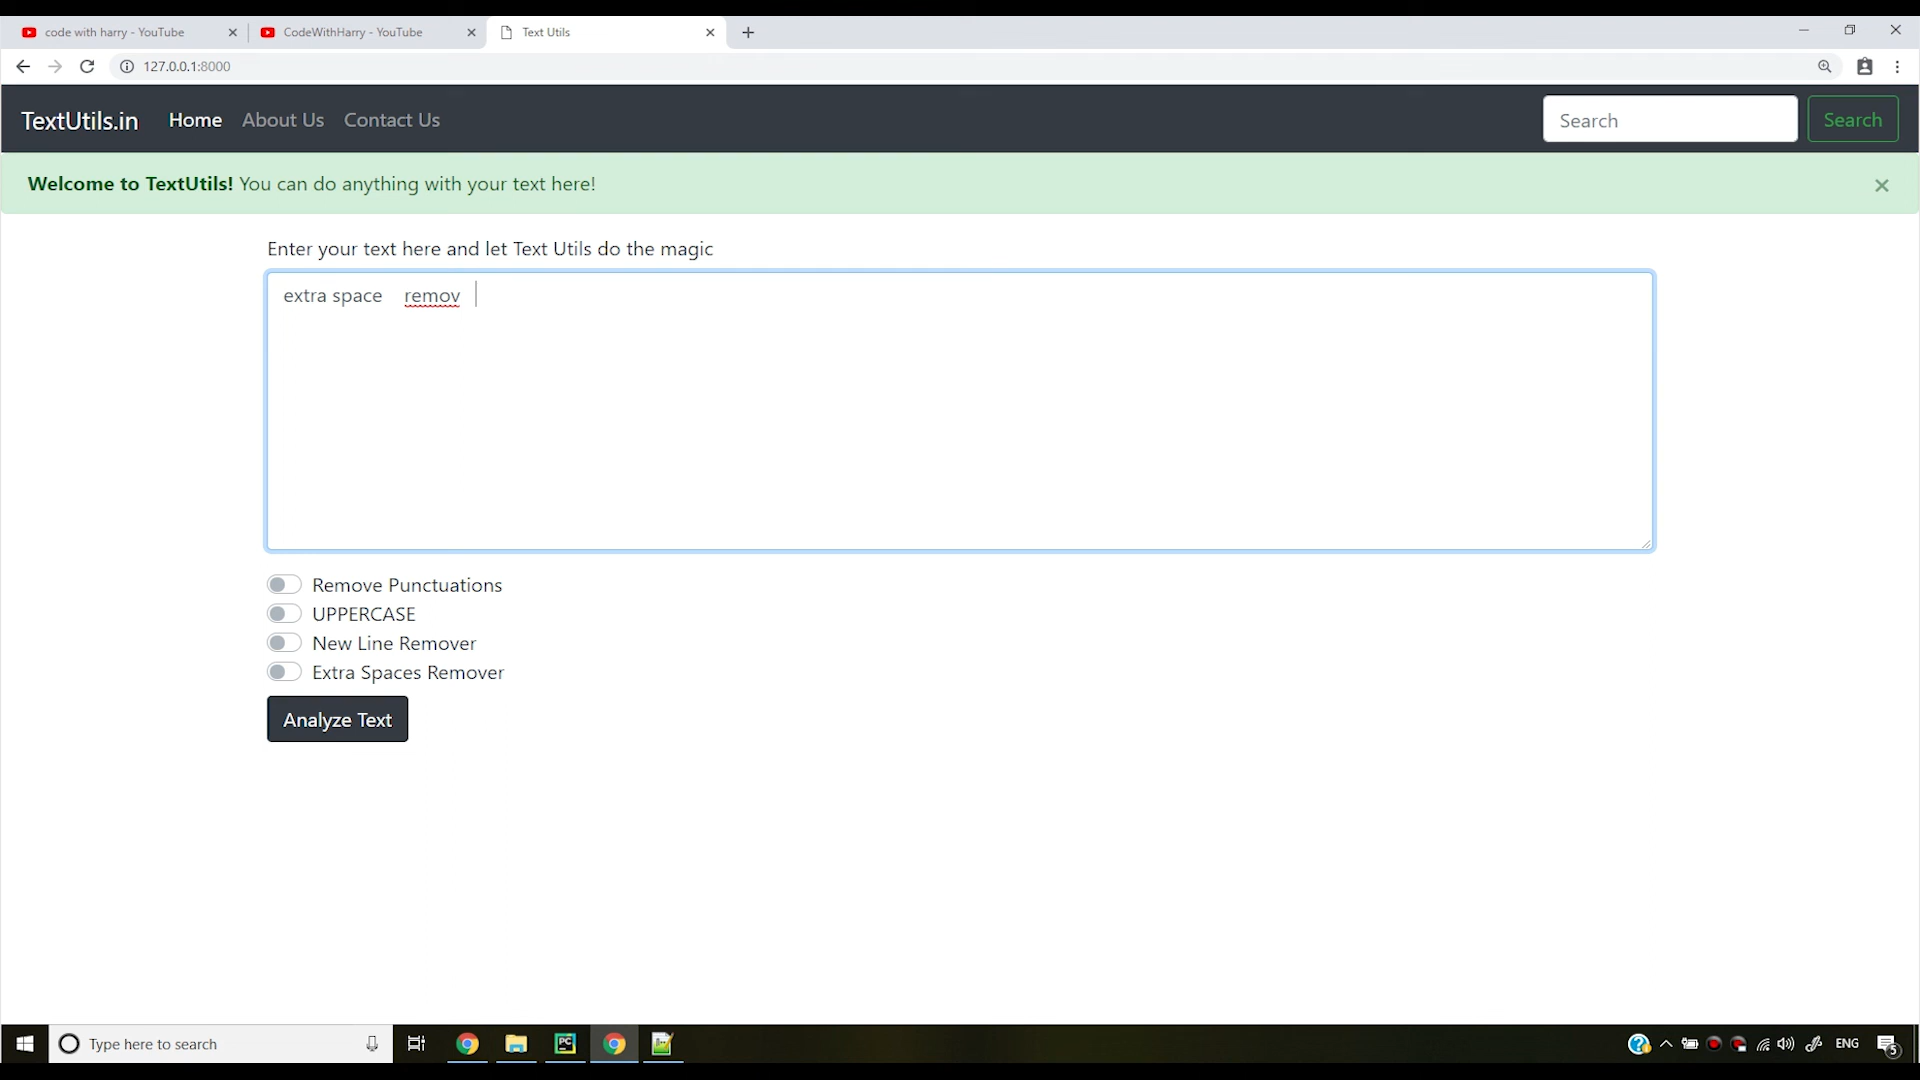 code with harry - YouTube
CodeWithHarry - YouTube
Text Utils
127.0.0.1:8000
TextUtils.in Home About Us Contact Us
Search
Search
Welcome to TextUtils! You can do anything with your text here!
Enter your text here and let Text Utils do the magic
extra space    remov
Remove Punctuations
UPPERCASE
New Line Remover
Extra Spaces Remover
Analyze Text
Type here to search
PC
ENG
5